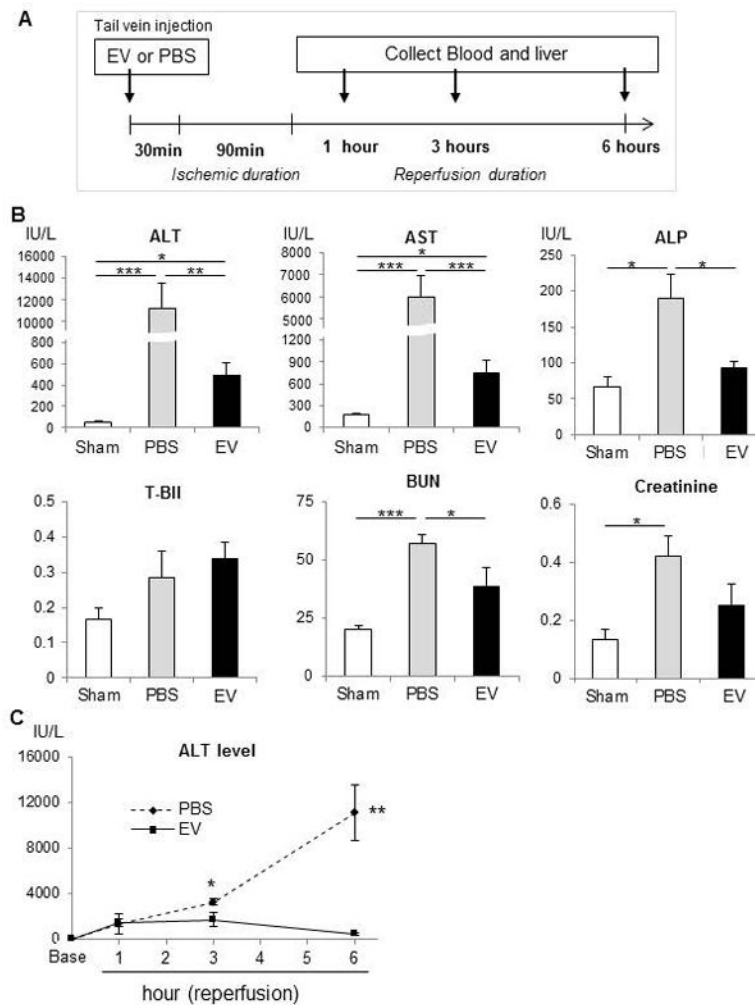 A
Tail vein injection
EV or PBS
Collect Blood and liver
30min 90min 1 hour 3 hours 6 hours
Ischemic duration Reperfusion duration
B
IU/L ALT
16000
14000
12000
10000
800
600
400
200
0
* *** **
Sham PBS EV
IU/L AST
8000
7000
6000
5000
4000
1200
900
600
300
0
* *** ***
Sham PBS EV
IU/L ALP
250
200
150
100
50
0
* *
Sham PBS EV
T-BIl
0.5
0.4
0.3
0.2
0.1
0
Sham PBS EV
BUN
75
50
25
0
*** *
Sham PBS EV
Creatinine
0.6
0.4
0.2
0
*
Sham PBS EV
C
IU/L
ALT level
16000
12000
8000
4000
0
PBS
EV
* **
Base 1 2 3 4 5 6
hour (reperfusion)